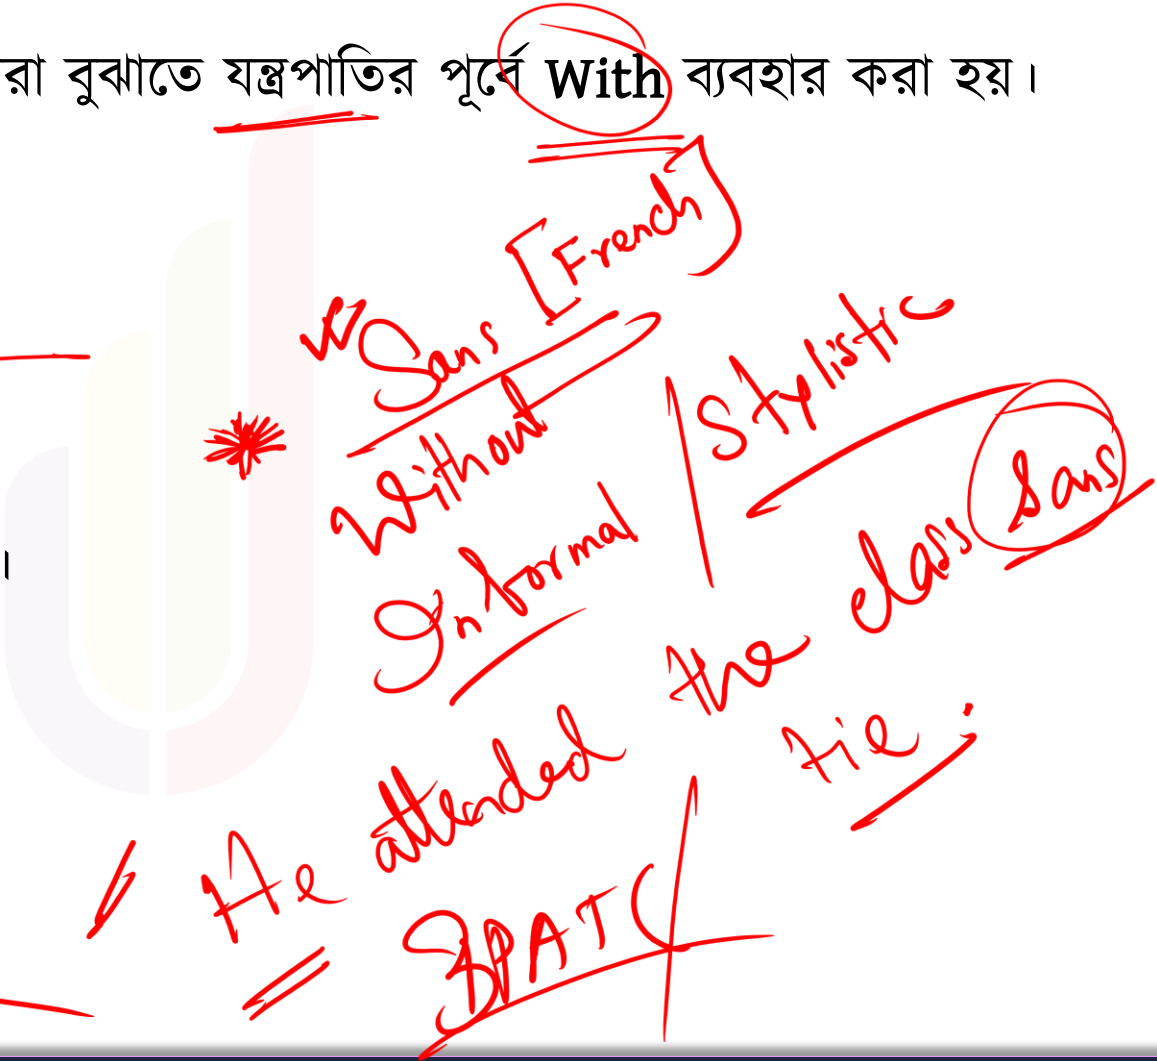 রা বুঝাতে যন্ত্রপাতির পূর্বে With ব্যবহার করা হয়।
Sans [French]
Without
Informal / Stylistic
।
He attended the class sans
tie.
BPATC